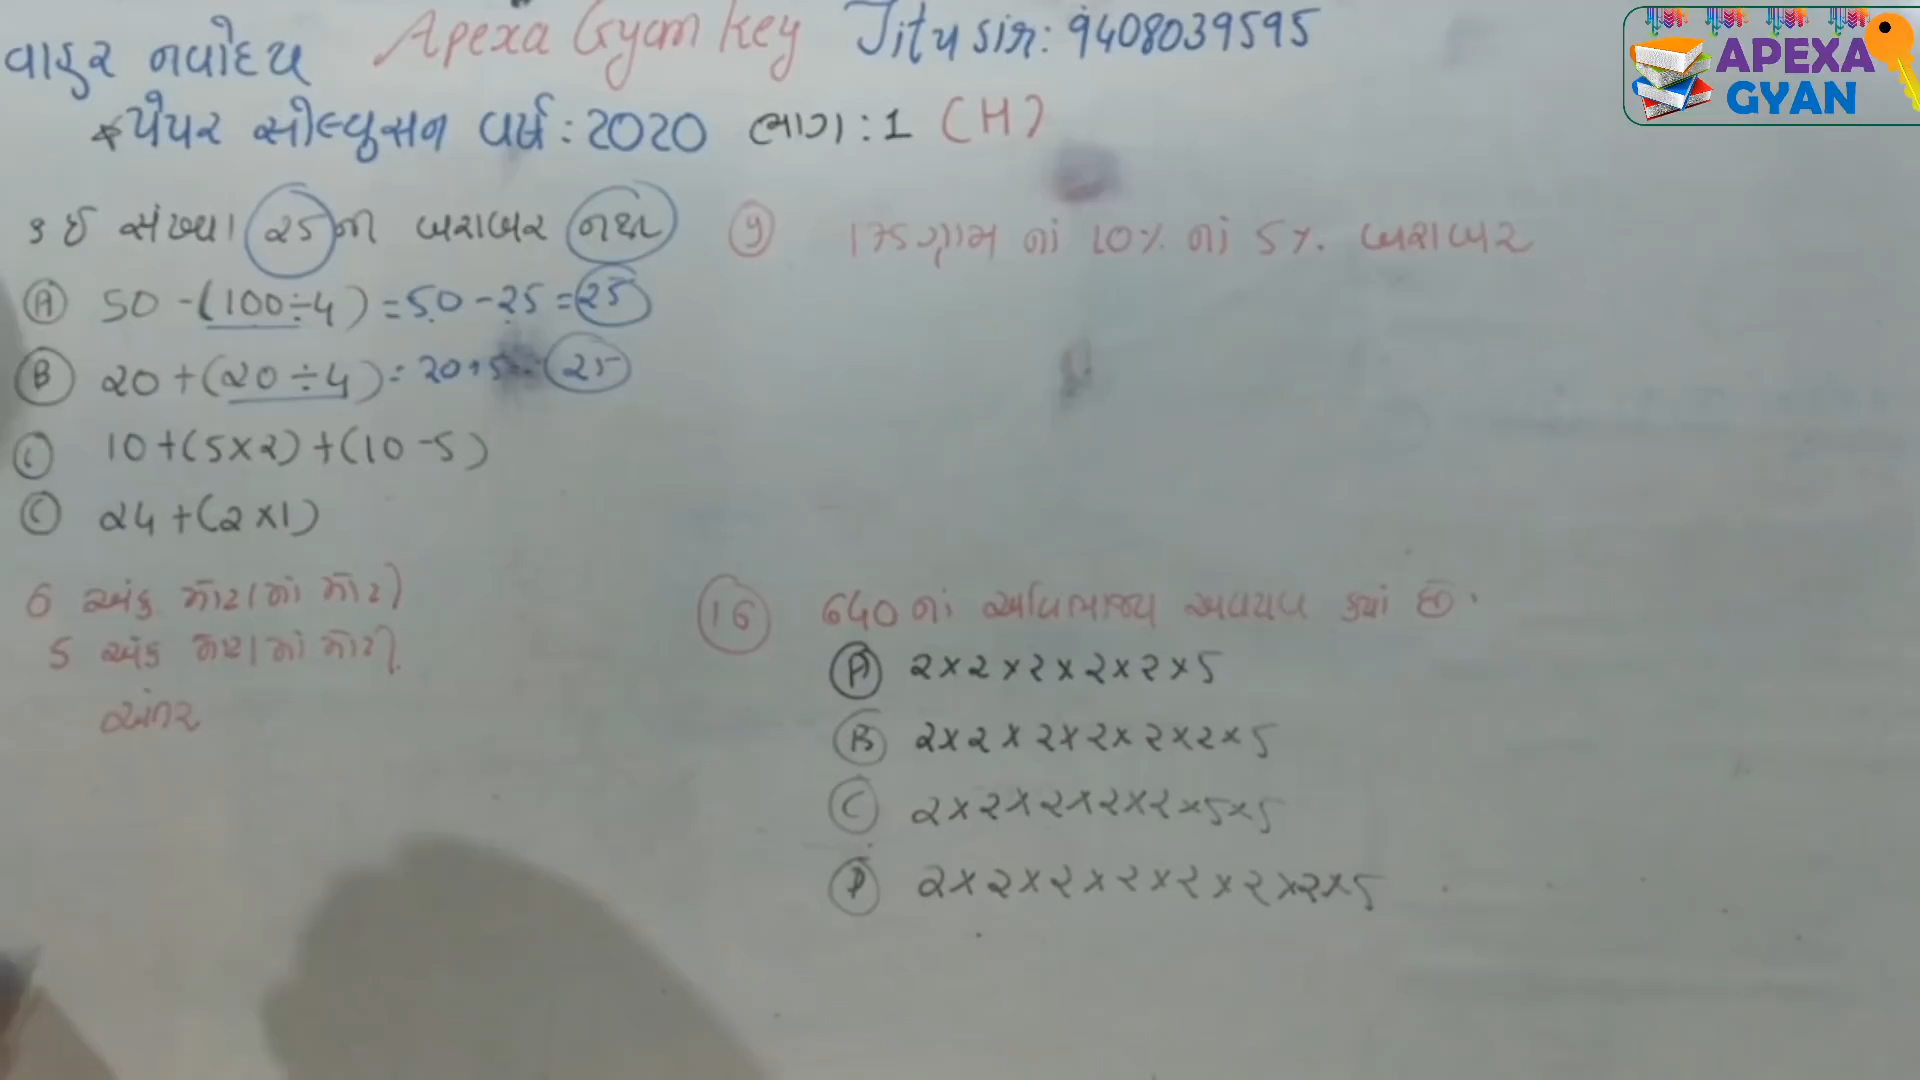 વાહર નવોદય Apexa Gyan Key Jitu sir: 9408039595
*પેપર સોલ્યુસન વર્ષ : 2020 ભાગ : 1 (H)
APEXA
GYAN
કઈ સંખ્યા 25ની બરાબર નથી
(A) 50 - (100÷4) = 50 - 25 = 25
(B) 20 + (20÷4) = 20+5 = 25
(C) 10+(5×2)+(10-5)
(C) 24+(2×1)
6 અંક મોટામાં મોટી
5 અંક મોટામાં મોટી
અંતર
(9) 175ગ્રામ નાં 10% નાં 5% બરાબર
(16) 640 નાં અવિભાજ્ય અવયવ ક્યાં છે.
(A) 2×2×2×2×2×5
(B) 2×2×2×2×2×2×5
(C) 2×2×2×2×2×5×5
(D) 2×2×2×2×2×2×2×5